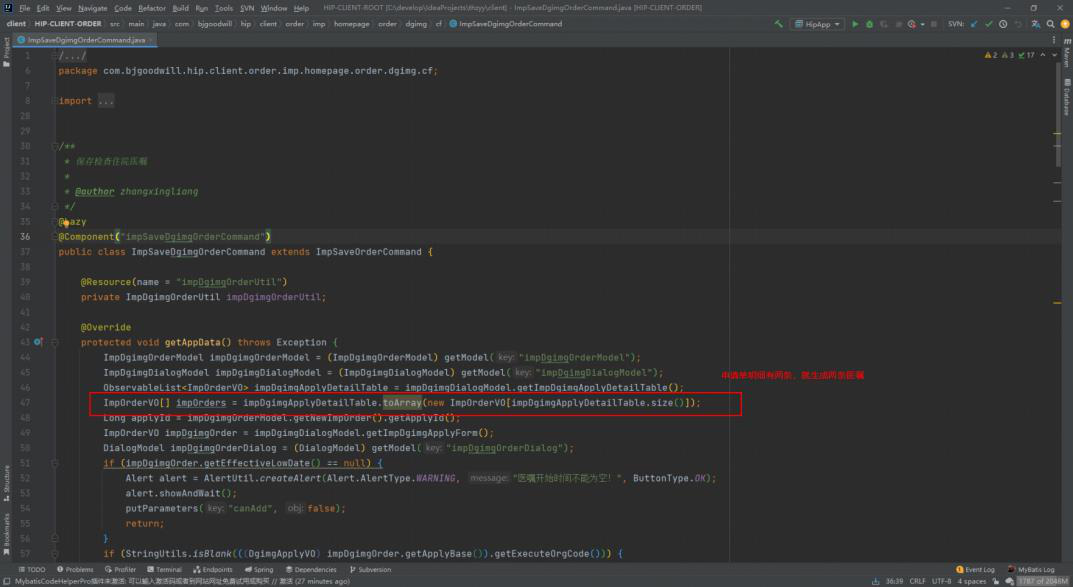 File Edit View Navigate Code Refactor Build Run Tools SVN Window Help HIP-CLIENT-ROOT [C:\develop\IdeaProjects\thzyy\client] - ImpSaveDgimgOrderCommand.java [HIP-CLIENT-ORDER]
client HIP-CLIENT-ORDER src main java com bjgoodwill hip client order imp homepage order dgimg cf ImpSaveDgimgOrderCommand HipApp SVN:
ImpSaveDgimgOrderCommand.java
Project
Maven
Database
Structure
Bookmarks
2 3 17
1 /.../
6 package com.bjgoodwill.hip.client.order.imp.homepage.order.dgimg.cf;
7
8 import ...
28
29
30 /**
31 * 保存检查住院医嘱
32 *
33 * @author zhangxingliang
34 */
35 @Lazy
36 @Component("impSaveDgimgOrderCommand")
37 public class ImpSaveDgimgOrderCommand extends ImpSaveOrderCommand {
38
39 @Resource(name = "impDgimgOrderUtil")
40 private ImpDgimgOrderUtil impDgimgOrderUtil;
41
42 @Override
43 protected void getAppData() throws Exception {
44 ImpDgimgOrderModel impDgimgOrderModel = (ImpDgimgOrderModel) getModel( key: "impDgimgOrderModel");
45 ImpDgimgDialogModel impDgimgDialogModel = (ImpDgimgDialogModel) getModel( key: "impDgimgDialogModel");
申请单明细有两条，就生成两条医嘱
46 ObservableList<ImpOrderVO> impDgimgApplyDetailTable = impDgimgDialogModel.getImpDgimgApplyDetailTable();
47 ImpOrderVO[] impOrders = impDgimgApplyDetailTable.toArray(new ImpOrderVO[impDgimgApplyDetailTable.size()]);
48 Long applyId = impDgimgOrderModel.getNewImpOrder().getApplyId();
49 ImpOrderVO impDgimgOrder = impDgimgDialogModel.getImpDgimgApplyForm();
50 DialogModel impDgimgOrderDialog = (DialogModel) getModel( key: "impDgimgOrderDialog");
51 if (impDgimgOrder.getEffectiveLowDate() == null) {
52 Alert alert = AlertUtil.createAlert(Alert.AlertType.WARNING, message: "医嘱开始时间不能为空！", ButtonType.OK);
53 alert.showAndWait();
54 putParameters( key: "canAdd", obj: false);
55 return;
56 }
57 if (StringUtils.isBlank(((DgimgApplyVO) impDgimgOrder.getApplyBase()).getExecuteOrgCode())) {
TODO Problems Profiler Terminal Endpoints Spring Dependencies Subversion Event Log MyBatis Log
MybatisCodeHelperPro插件未激活: 可以输入激活码或者到网站网址免费试用或购买 // 激活 (27 minutes ago) 36:39 CRLF UTF-8 4 spaces 1787 of 2048M